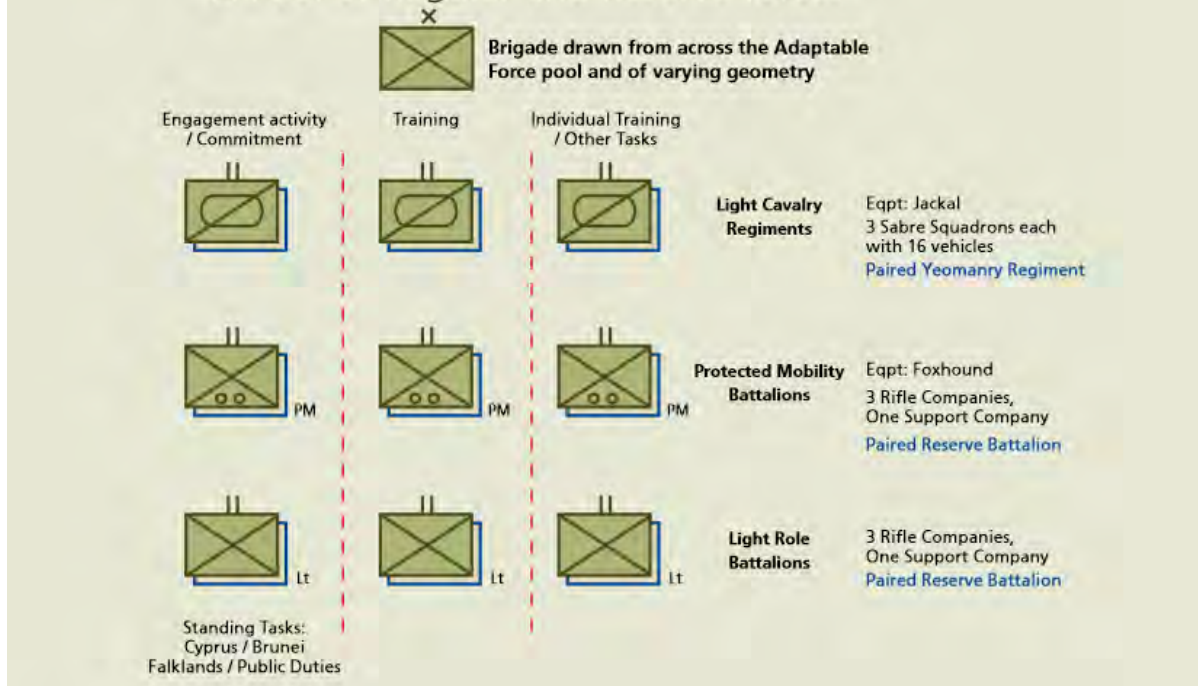 Brigade drawn from across the Adaptable
Force pool and of varying geometry
Engagement activity
/ Commitment
Training
Individual Training
/ Other Tasks
Light Cavalry
Regiments
Eqpt: Jackal
3 Sabre Squadrons each
with 16 vehicles
Paired Yeomanry Regiment
PM
PM
PM
Protected Mobility
Battalions
Eqpt: Foxhound
3 Rifle Companies,
One Support Company
Paired Reserve Battalion
Lt
Lt
Lt
Light Role
Battalions
3 Rifle Companies,
One Support Company
Paired Reserve Battalion
Standing Tasks:
Cyprus / Brunei
Falklands / Public Duties